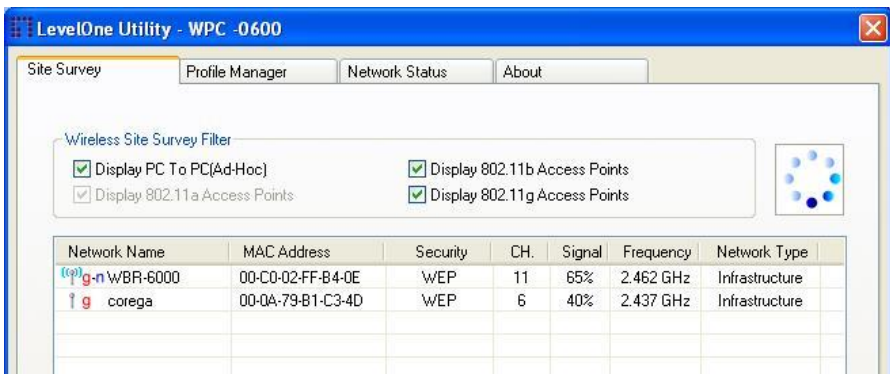 LevelOne Utility - WPC -0600
Site Survey Profile Manager Network Status About
Wireless Site Survey Filter
Display PC To PC(Ad-Hoc) Display 802.11b Access Points
Display 802.11a Access Points Display 802.11g Access Points
Network Name MAC Address Security CH. Signal Frequency Network Type
g-n WBR-6000 00-C0-02-FF-B4-0E WEP 11 65% 2.462 GHz Infrastructure
g corega 00-0A-79-B1-C3-4D WEP 6 40% 2.437 GHz Infrastructure